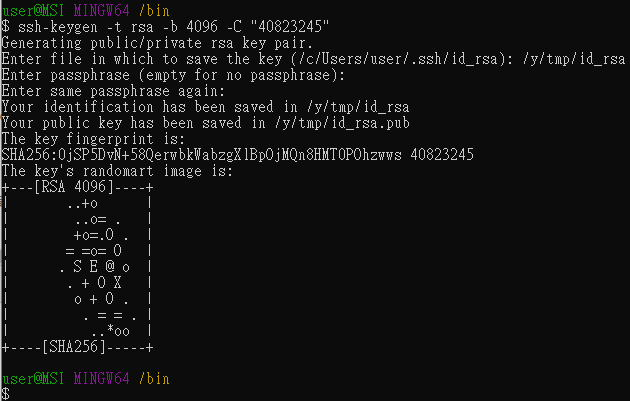 user@MSI MINGW64 /bin
$ ssh-keygen -t rsa -b 4096 -C "40823245"
Generating public/private rsa key pair.
Enter file in which to save the key (/c/Users/user/.ssh/id_rsa): /y/tmp/id_rsa
Enter passphrase (empty for no passphrase):
Enter same passphrase again:
Your identification has been saved in /y/tmp/id_rsa
Your public key has been saved in /y/tmp/id_rsa.pub
The key fingerprint is:
SHA256:OjSP5DvN+58QerwbkWabzgXlBpOjMQn8HMTOPOhzwws 40823245
The key's randomart image is:
+---[RSA 4096]----+
|       ..+o      |
|        ..o= .   |
|        +o=.O .  |
|       = =o= O   |
|      . S E @ o  |
|       . + O X   |
|        o + O .  |
|         . = = . |
|          ..*oo  |
+----[SHA256]-----+
user@MSI MINGW64 /bin
$